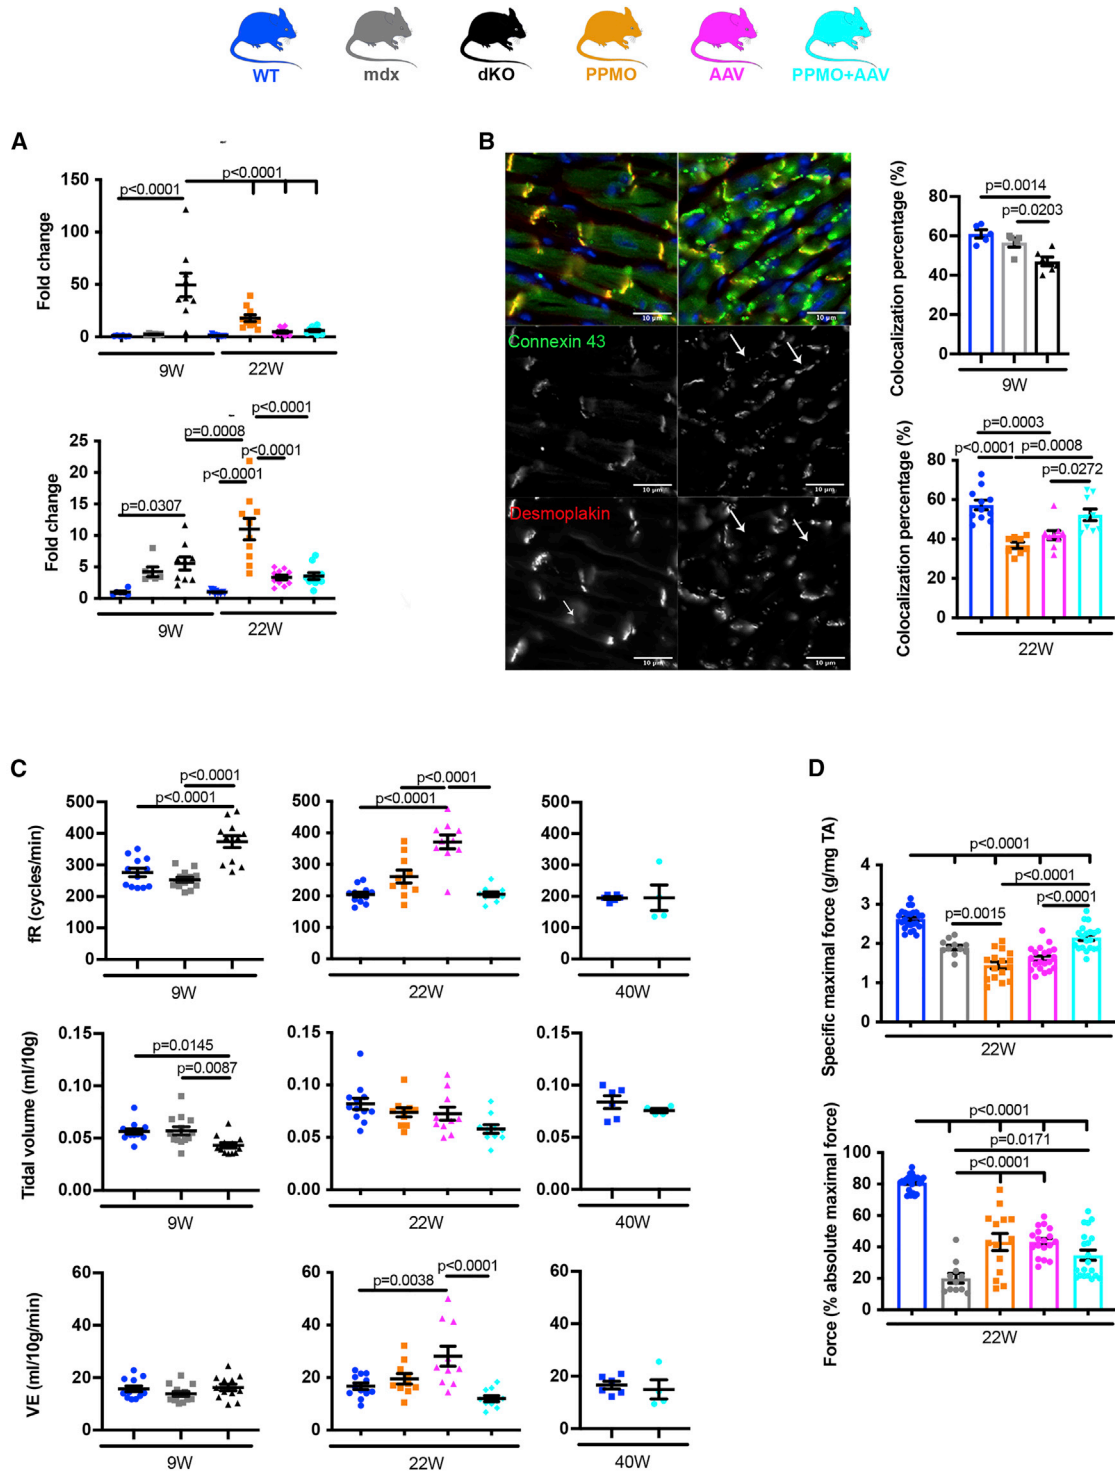 WT mdx dKO PPMO AAV PPMO+AAV
A
p<0.0001
p<0.0001
150
100
50
0
Fold change
9W 22W
p<0.0001
p=0.0008
p<0.0001
p<0.0001
p=0.0307
25
20
15
10
5
0
Fold change
9W 22W
B
10 µm 10 µm
Connexin 43
10 µm 10 µm
Desmoplakin
10 µm 10 µm
Colocalization percentage (%)
80
60
40
20
0
p=0.0014
p=0.0203
9W
Colocalization percentage (%)
80
60
40
20
0
p=0.0003
p<0.0001 p=0.0008
p=0.0272
22W
C
fR (cycles/min)
500
400
300
200
100
0
p<0.0001
p<0.0001
9W
500
400
300
200
100
0
p<0.0001
p<0.0001
22W
500
400
300
200
100
0
40W
Tidal volume (ml/10g)
0.15
0.10
0.05
0.00
p=0.0145
p=0.0087
9W
0.15
0.10
0.05
0.00
22W
0.15
0.10
0.05
0.00
40W
VE (ml/10g/min)
60
40
20
0
9W
60
40
20
0
p<0.0001
p=0.0038
22W
60
40
20
0
40W
D
Specific maximal force (g/mg TA)
4
3
2
1
0
p<0.0001
p<0.0001
p<0.0001
p=0.0015
22W
Force (% absolute maximal force)
100
80
60
40
20
0
p<0.0001
p=0.0171
p<0.0001
22W